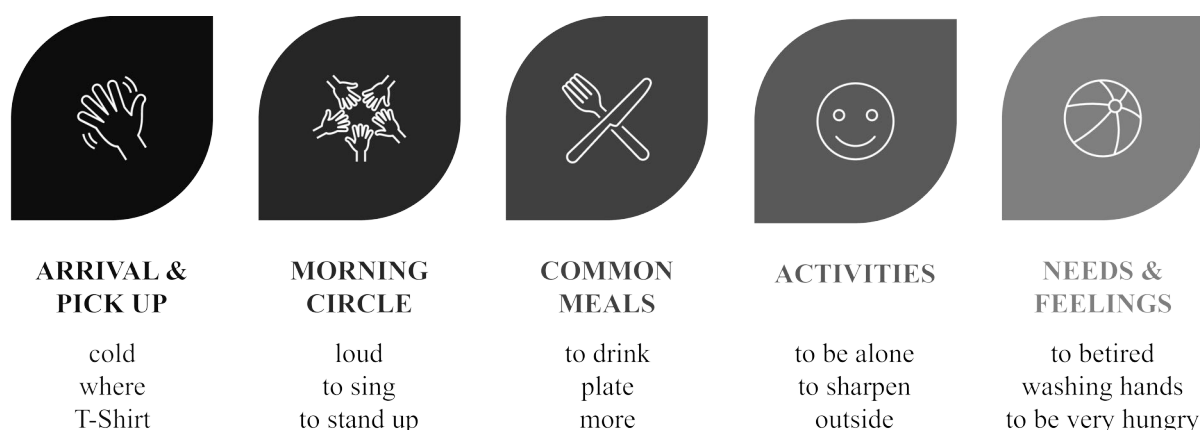 ARRIVAL &
PICK UP
cold
where
T-Shirt
MORNING
CIRCLE
loud
to sing
to stand up
COMMON
MEALS
to drink
plate
more
ACTIVITIES
to be alone
to sharpen
outside
NEEDS &
FEELINGS
to betired
washing hands
to be very hungry